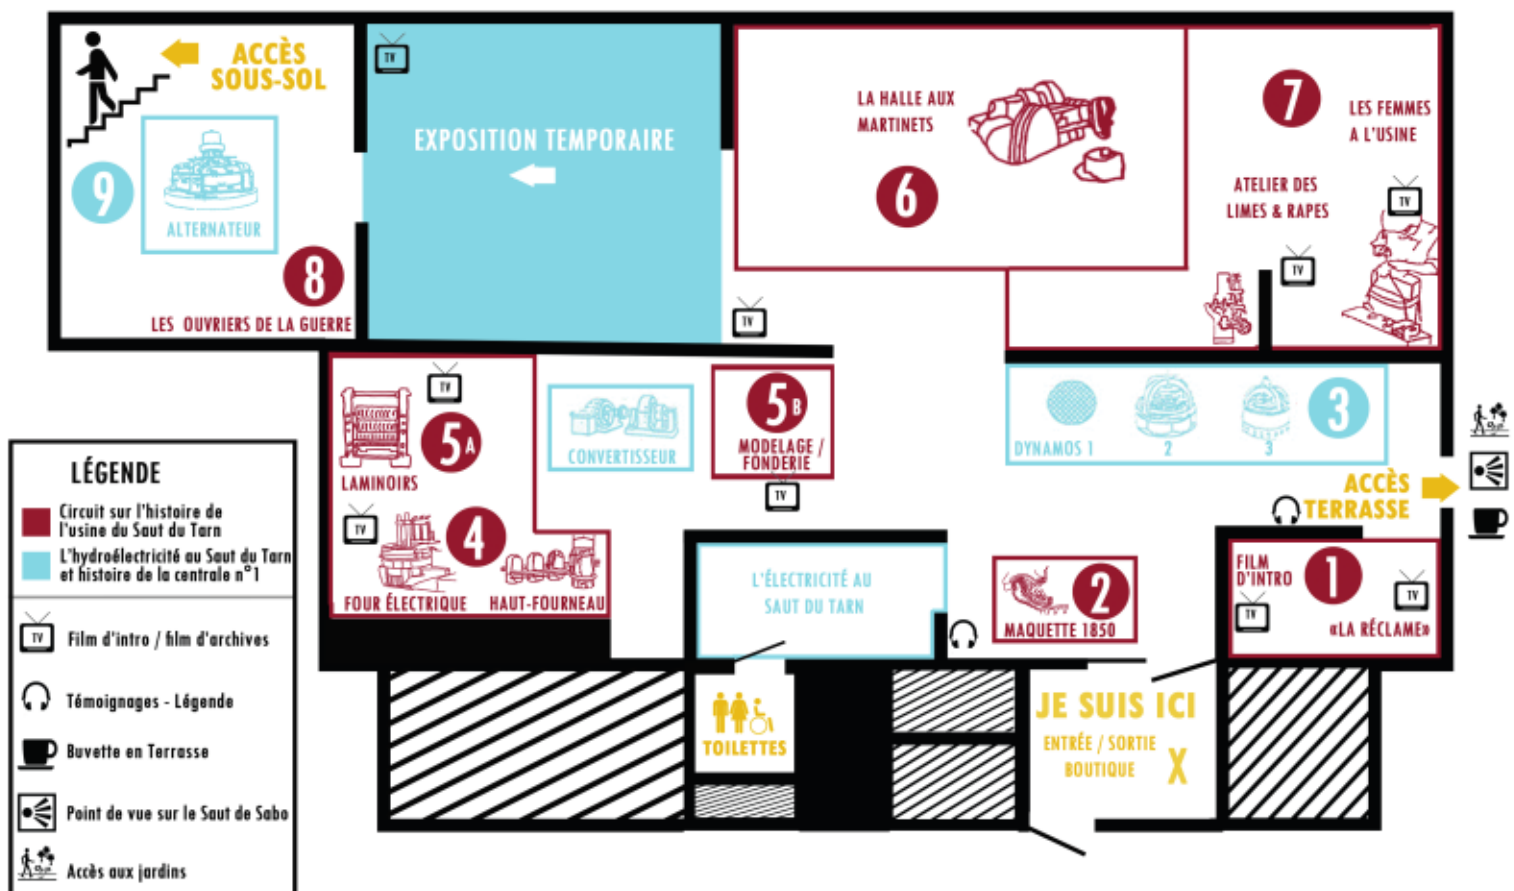 ACCÈS
SOUS-SOL
9
ALTERNATEUR
8
LES OUVRIERS DE LA GUERRE
TV
EXPOSITION TEMPORAIRE
TV
LA HALLE AUX
MARTINETS
6
7
LES FEMMES
A L'USINE
ATELIER DES
LIMES & RAPES
TV
TV
TV
5A
LAMINOIRS
TV
4
FOUR ÉLECTRIQUE
HAUT-FOURNEAU
CONVERTISSEUR
5B
MODELAGE /
FONDERIE
TV
3
DYNAMOS 1
2
3
ACCÈS
TERRASSE
FILM
D'INTRO
1
TV
TV
«LA RÉCLAME»
2
MAQUETTE 1850
L'ÉLECTRICITÉ AU
SAUT DU TARN
TOILETTES
JE SUIS ICI
ENTRÉE / SORTIE
BOUTIQUE
X
LÉGENDE
Circuit sur l'histoire de
l'usine du Saut du Tarn
L'hydroélectricité au Saut du Tarn
et histoire de la centrale n°1
TV
Film d'intro / film d'archives
Témoignages - Légende
Buvette en Terrasse
Point de vue sur le Saut de Sabo
Accès aux jardins